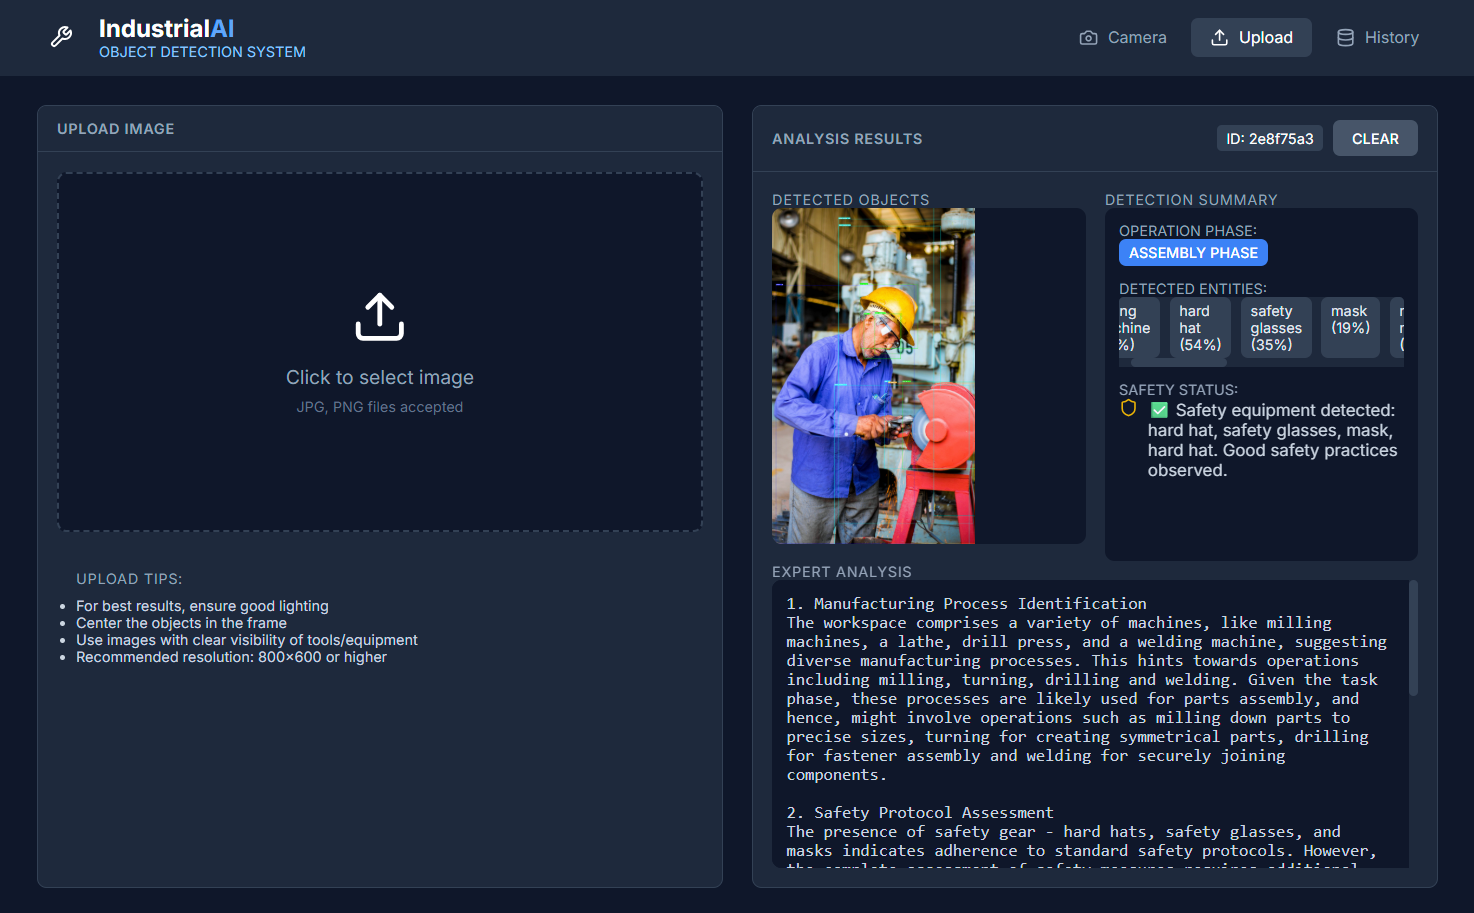 IndustrialAI
OBJECT DETECTION SYSTEM
Camera
Upload
History
UPLOAD IMAGE
Click to select image
JPG, PNG files accepted
UPLOAD TIPS:
For best results, ensure good lighting
Center the objects in the frame
Use images with clear visibility of tools/equipment
Recommended resolution: 800×600 or higher
ANALYSIS RESULTS
ID: 2e8f75a3
CLEAR
DETECTED OBJECTS
DETECTION SUMMARY
OPERATION PHASE:
ASSEMBLY PHASE
DETECTED ENTITIES:
hard
hat
(54%)
safety
glasses
(35%)
mask
(19%)
SAFETY STATUS:
✅ Safety equipment detected:
hard hat, safety glasses, mask,
hard hat. Good safety practices
observed.
EXPERT ANALYSIS
1. Manufacturing Process Identification
The workspace comprises a variety of machines, like milling
machines, a lathe, drill press, and a welding machine, suggesting
diverse manufacturing processes. This hints towards operations
including milling, turning, drilling and welding. Given the task
phase, these processes are likely used for parts assembly, and
hence, might involve operations such as milling down parts to
precise sizes, turning for creating symmetrical parts, drilling
for fastener assembly and welding for securely joining
components.
2. Safety Protocol Assessment
The presence of safety gear - hard hats, safety glasses, and
masks indicates adherence to standard safety protocols. However,